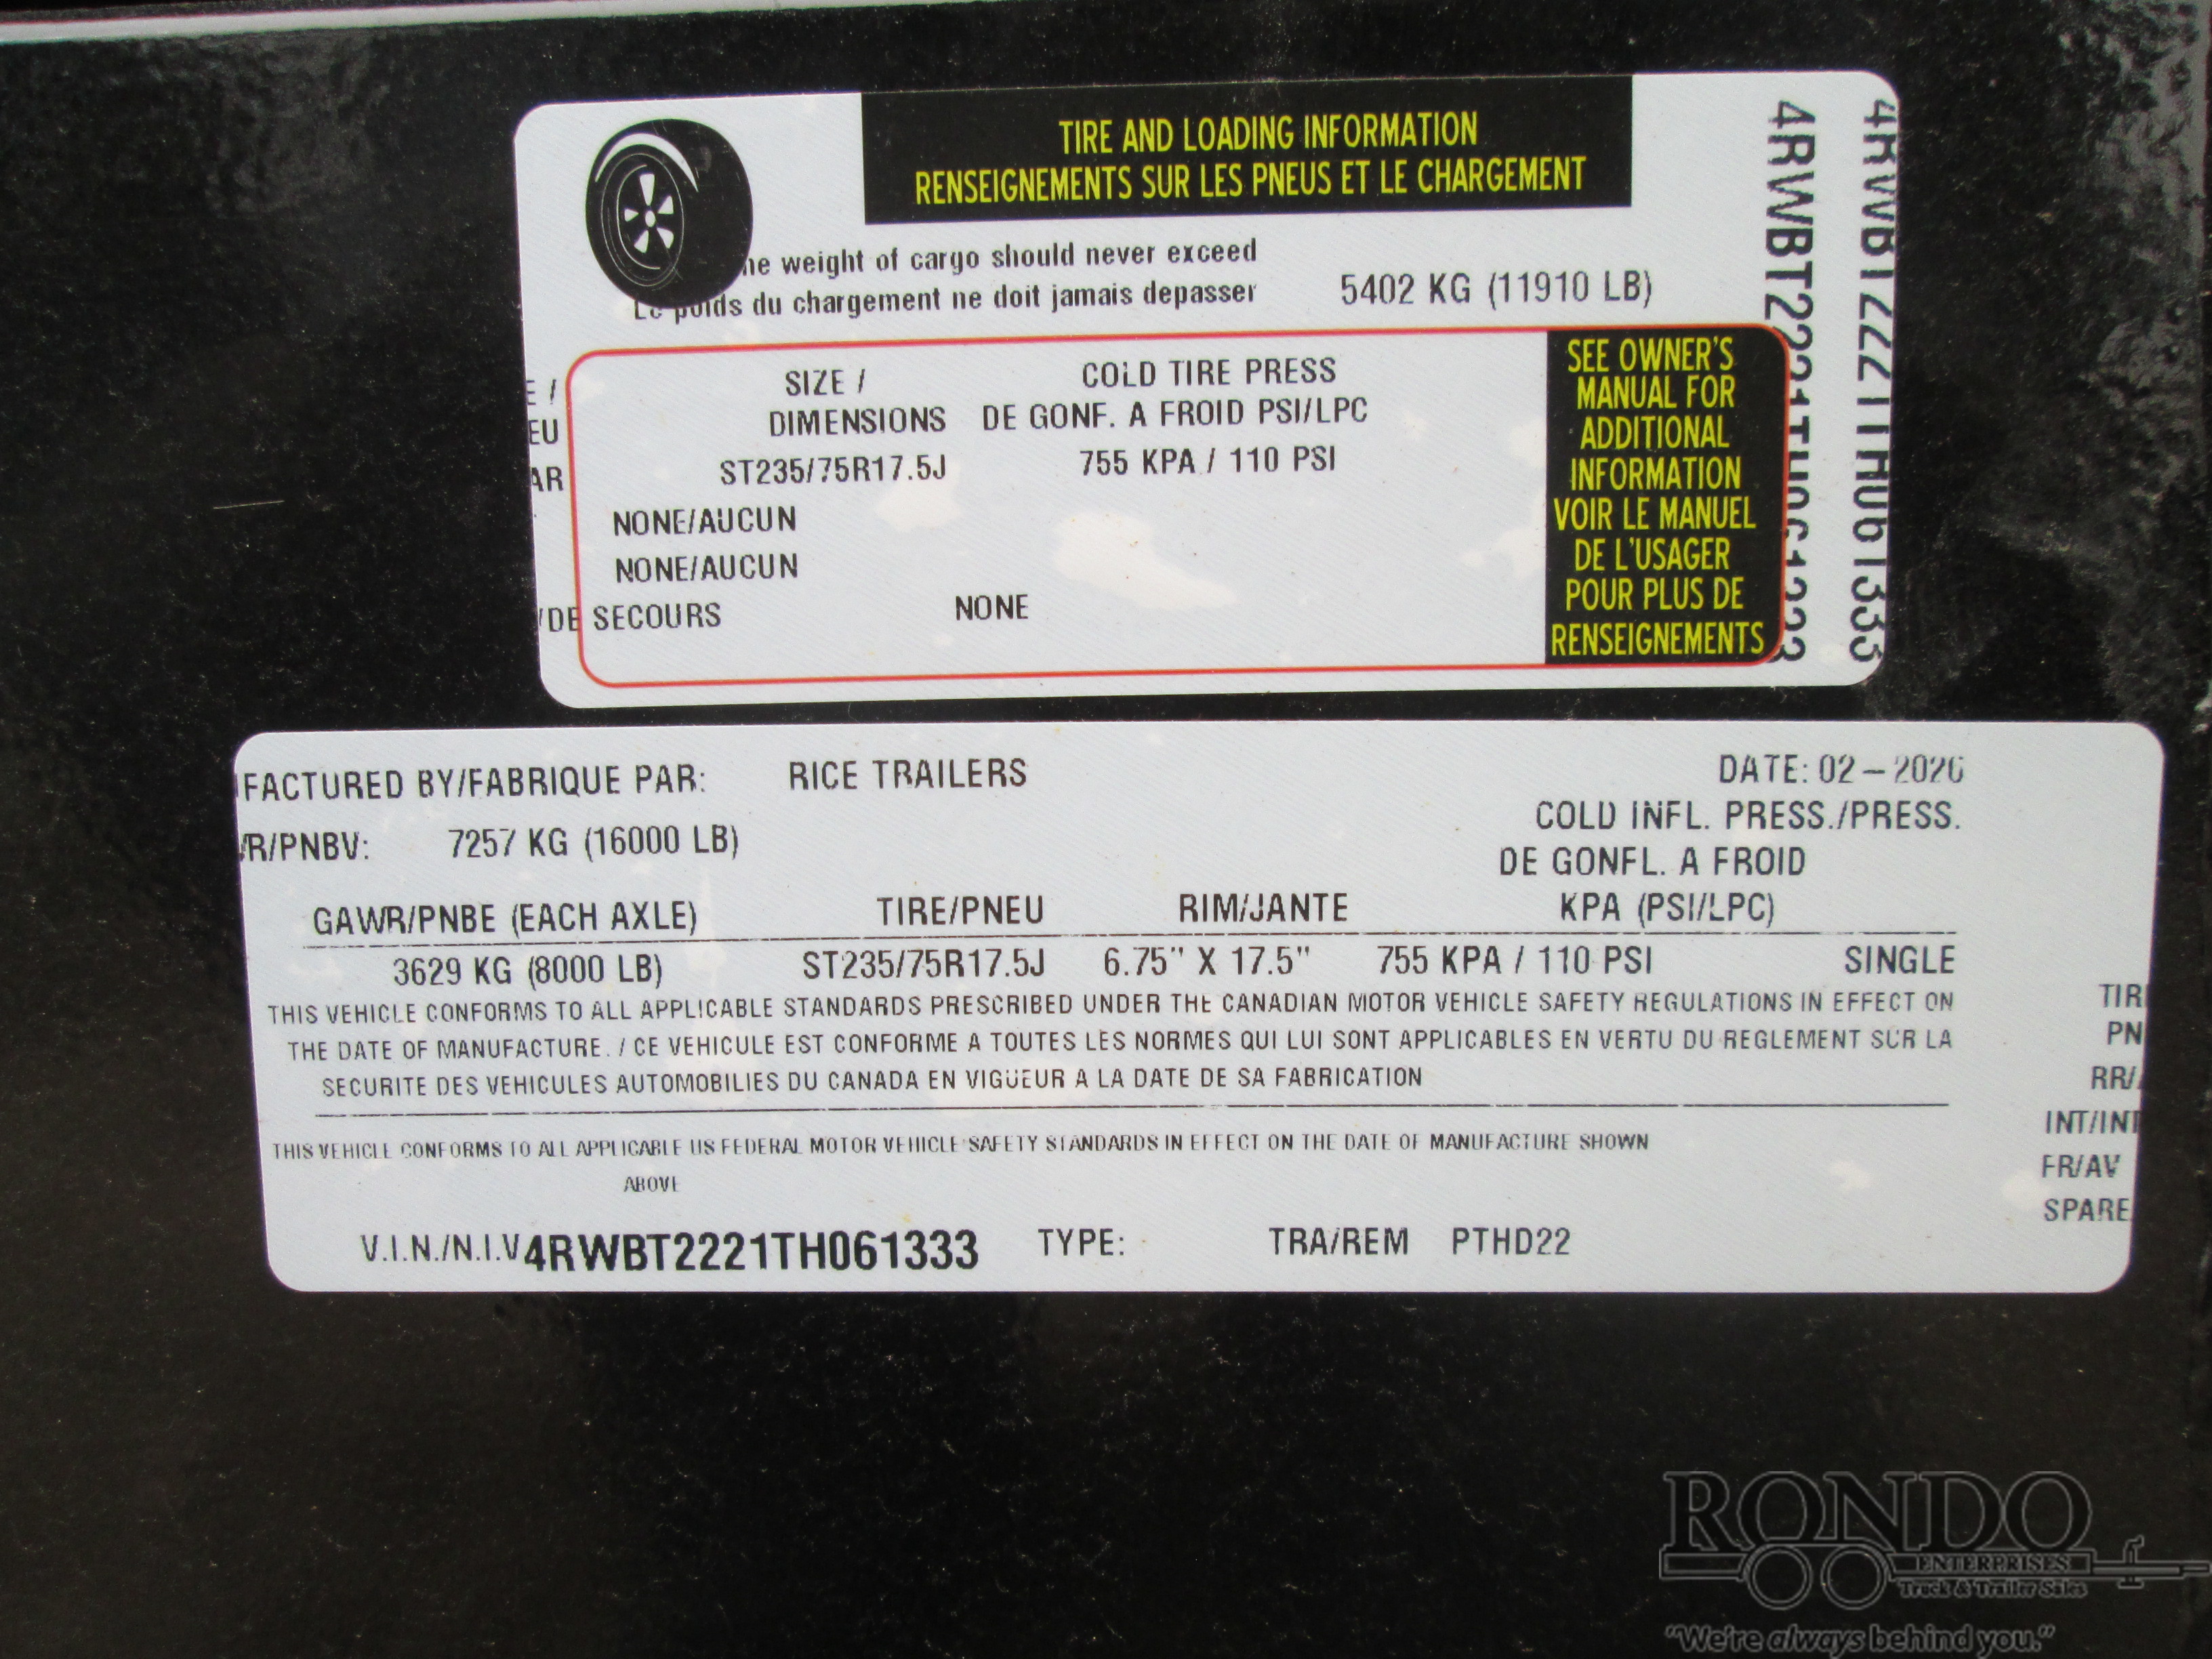 TIRE AND LOADING INFORMATION
RENSEIGNEMENTS SUR LES PNEUS ET LE CHARGEMENT
he weight of cargo should never exceed
Le poids du chargement ne doit jamais depasser
5402 KG (11910 LB)
E / SIZE / COLD TIRE PRESS
EU DIMENSIONS DE GONF. A FROID PSI/LPC
AR ST235/75R17.5J 755 KPA / 110 PSI
NONE/AUCUN
NONE/AUCUN
/DE SECOURS NONE
SEE OWNER'S
MANUAL FOR
ADDITIONAL
INFORMATION
VOIR LE MANUEL
DE L'USAGER
POUR PLUS DE
RENSEIGNEMENTS
4RWBT2221TH061333
4RWBT2221TH061333
FACTURED BY/FABRIQUE PAR: RICE TRAILERS DATE: 02-2026
/R/PNBV: 7257 KG (16000 LB) COLD INFL. PRESS./PRESS.
DE GONFL. A FROID
GAWR/PNBE (EACH AXLE) TIRE/PNEU RIM/JANTE KPA (PSI/LPC)
3629 KG (8000 LB) ST235/75R17.5J 6.75" X 17.5" 755 KPA / 110 PSI SINGLE
THIS VEHICLE CONFORMS TO ALL APPLICABLE STANDARDS PRESCRIBED UNDER THE CANADIAN MOTOR VEHICLE SAFETY REGULATIONS IN EFFECT ON
THE DATE OF MANUFACTURE. / CE VEHICULE EST CONFORME A TOUTES LES NORMES QUI LUI SONT APPLICABLES EN VERTU DU REGLEMENT SUR LA
SECURITE DES VEHICULES AUTOMOBILIES DU CANADA EN VIGUEUR A LA DATE DE SA FABRICATION
THIS VEHICLE CONFORMS TO ALL APPLICABLE US FEDERAL MOTOR VEHICLE SAFETY STANDARDS IN EFFECT ON THE DATE OF MANUFACTURE SHOWN
ABOVE
V.I.N./N.I.V 4RWBT2221TH061333 TYPE: TRA/REM PTHD22
TIR
PN
RR/
INT/INT
FR/AV
SPARE
RONDO
ENTERPRISES
Truck & Trailer Sales
"We're always behind you."